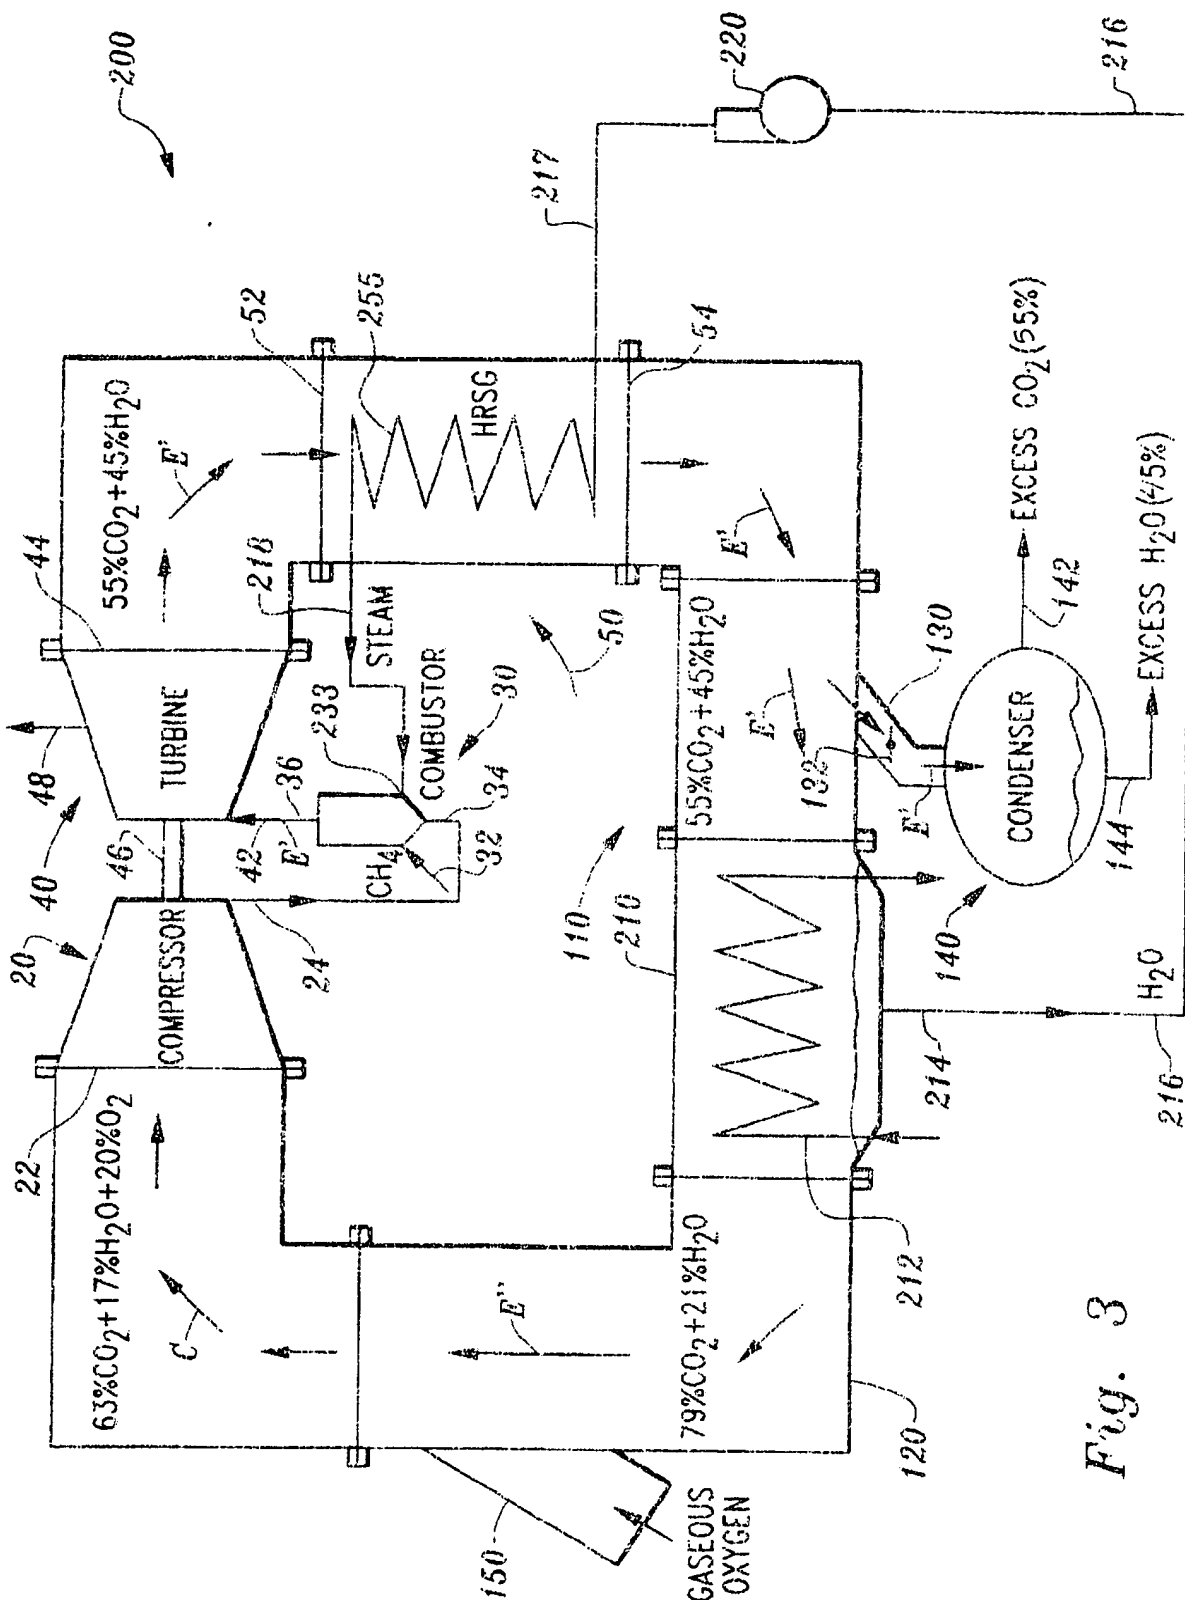 200
220
216
217
52
255
54
HRSG
55%CO2+45%H2O
E'
44
218
STEAM
50
E'
55%CO2+45%H2O
EXCESS CO2(55%)
142
EXCESS H2O(45%)
144
130
132
E'
E'
CONDENSER
140
48
40
TURBINE
46
36
42
E'
233
COMBUSTOR
30
34
32
CH4
20
COMPRESSOR
24
110
210
22
63%CO2+17%H2O+20%O2
C
E''
79%CO2+21%H2O
212
214
H2O
216
120
150
GASEOUS
OXYGEN
Fig. 3